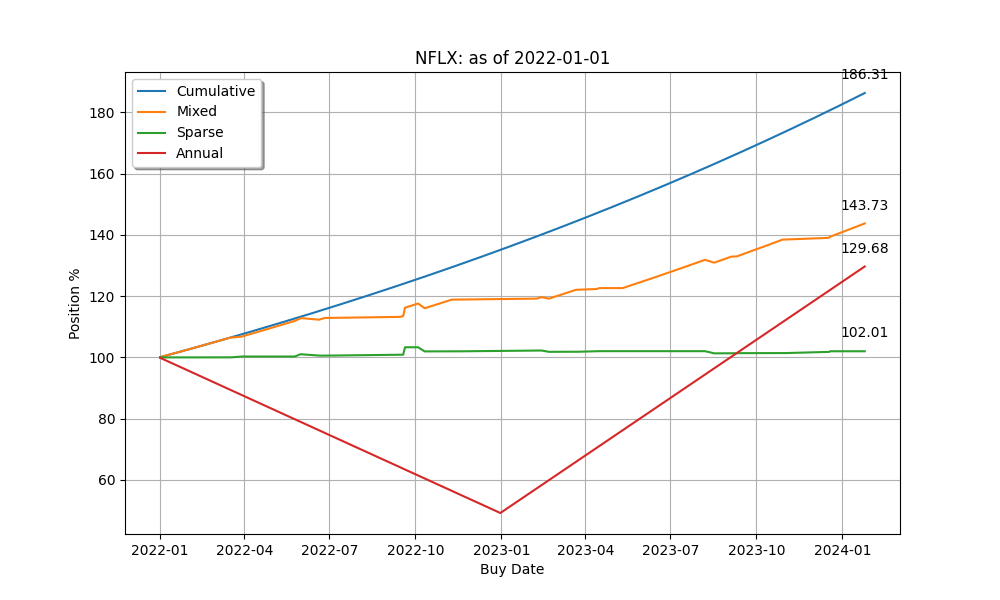 NFLX: as of 2022-01-01
186.31
Cumulative
Mixed
Sparse
Annual
143.73
129.68
102.01
180
160
140
120
100
80
60
Position %
2022-01
2022-04
2022-07
2022-10
2023-01
2023-04
2023-07
2023-10
2024-01
Buy Date